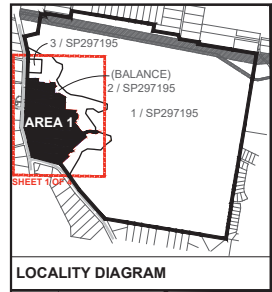 3 / SP297195
(BALANCE)
2 / SP297195
1 / SP297195
AREA 1
SHEET 1 OF
LOCALITY DIAGRAM